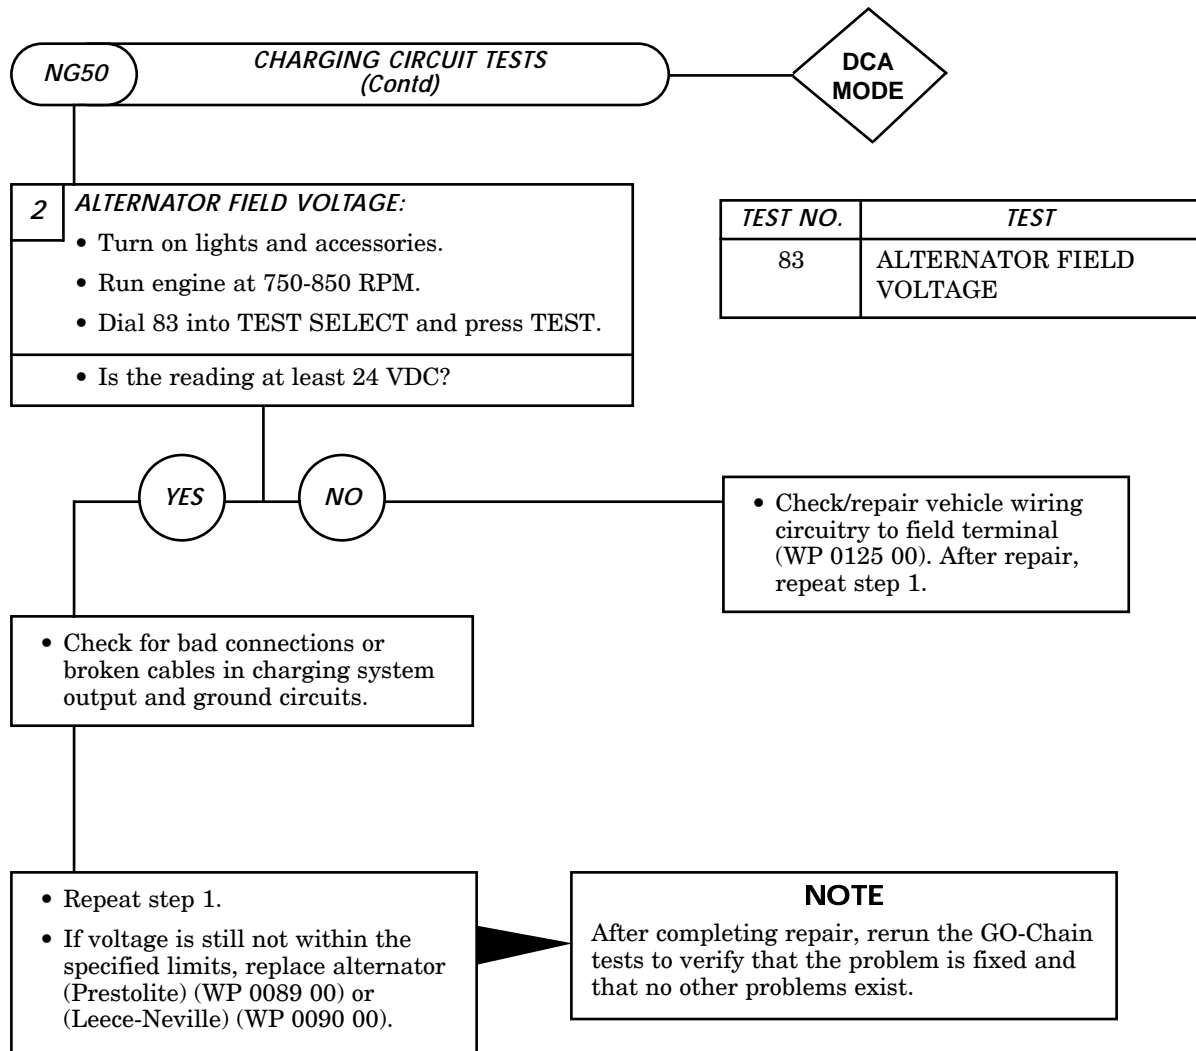 NG50
CHARGING CIRCUIT TESTS
(Contd)
DCA
MODE
2
ALTERNATOR FIELD VOLTAGE:
• Turn on lights and accessories.
• Run engine at 750-850 RPM.
• Dial 83 into TEST SELECT and press TEST.
• Is the reading at least 24 VDC?
TEST NO.
TEST
83
ALTERNATOR FIELD
VOLTAGE
YES
NO
• Check/repair vehicle wiring
circuitry to field terminal
(WP 0125 00). After repair,
repeat step 1.
• Check for bad connections or
broken cables in charging system
output and ground circuits.
• Repeat step 1.
• If voltage is still not within the
specified limits, replace alternator
(Prestolite) (WP 0089 00) or
(Leece-Neville) (WP 0090 00).
NOTE
After completing repair, rerun the GO-Chain
tests to verify that the problem is fixed and
that no other problems exist.